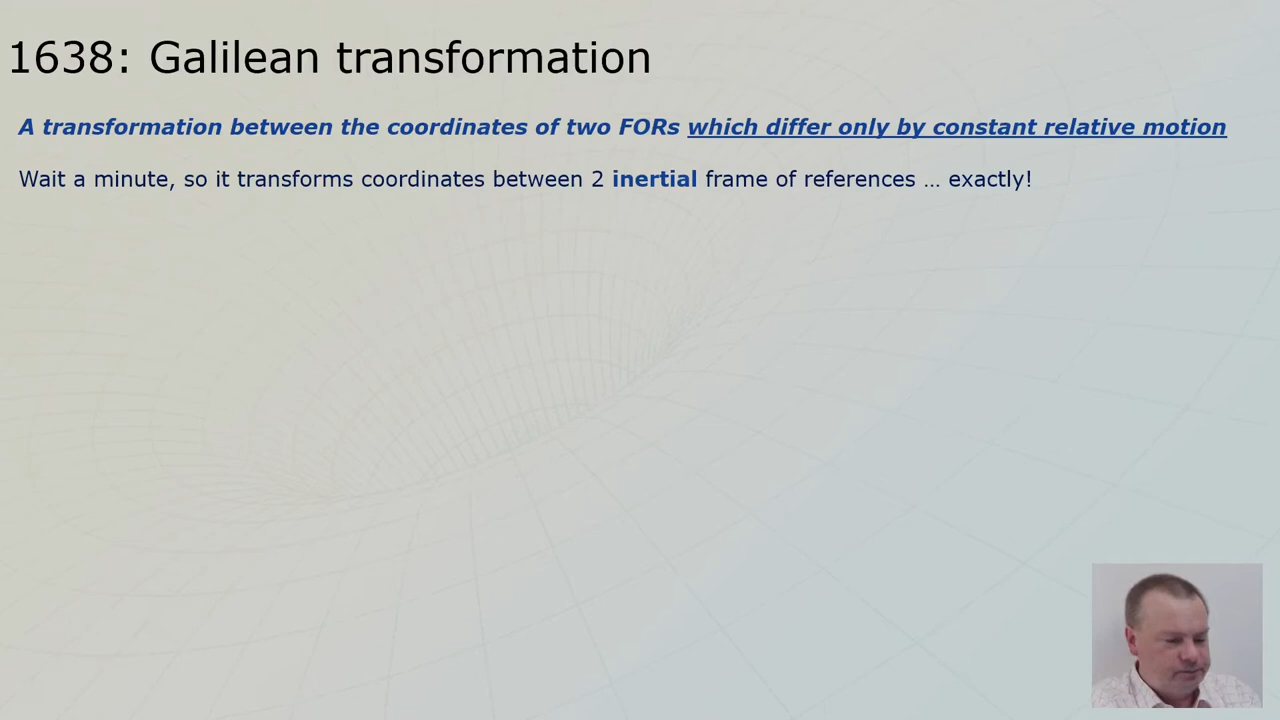 1638: Galilean transformation
A transformation between the coordinates of two FORs which differ only by constant relative motion
Wait a minute, so it transforms coordinates between 2 inertial frame of references … exactly!